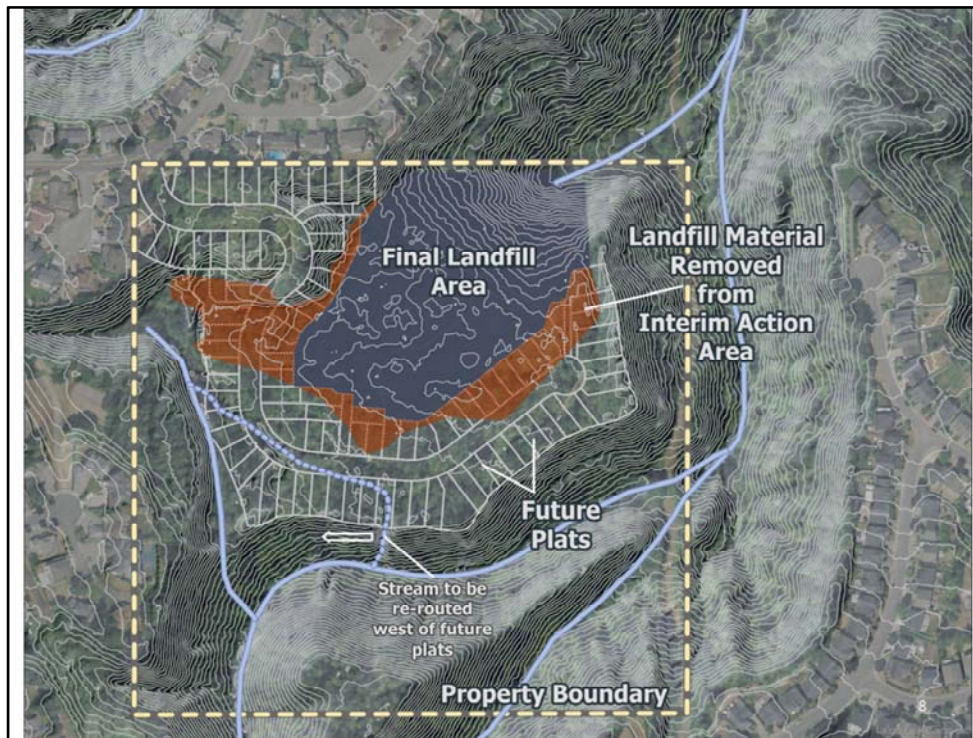 Final Landfill
Area
Landfill Material
Removed
from
Interim Action
Area
Future
Plats
Stream to be
re-routed
west of future
plats
Property Boundary
8